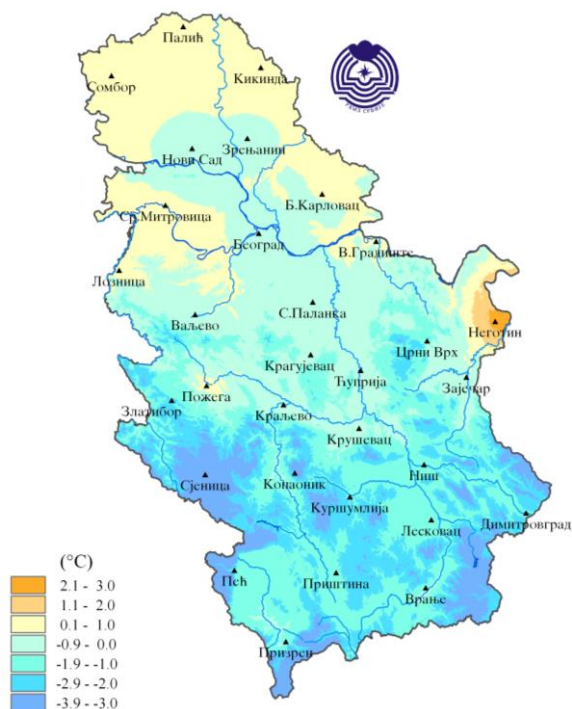 Палић
Кикинда
Сомбор
Зрењанин
Нови Сад
Б.Карловац
Ср.Митровица
Београд
В.Градиште
Лозница
С.Паланка
Ваљево
Неготин
Црни Врх
Крагујевац
Ћуприја
Зајечар
Пожега
Златибор
Краљево
Крушевац
Ниш
Сјеница
Копаоник
Куршумлија
Лесковац
Димитровград
(°C)
2.1 - 3.0
1.1 - 2.0
0.1 - 1.0
-0.9 - 0.0
-1.9 - -1.0
-2.9 - -2.0
-3.9 - -3.0
Пећ
Приштина
Врање
Призрен